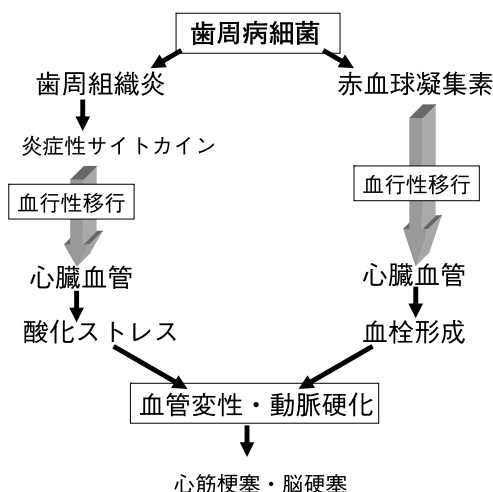 歯周病細菌
歯周組織炎
赤血球凝集素
炎症性サイトカイン
血行性移行
血行性移行
心臓血管
心臓血管
酸化ストレス
血栓形成
血管変性・動脈硬化
心筋梗塞・脳硬塞